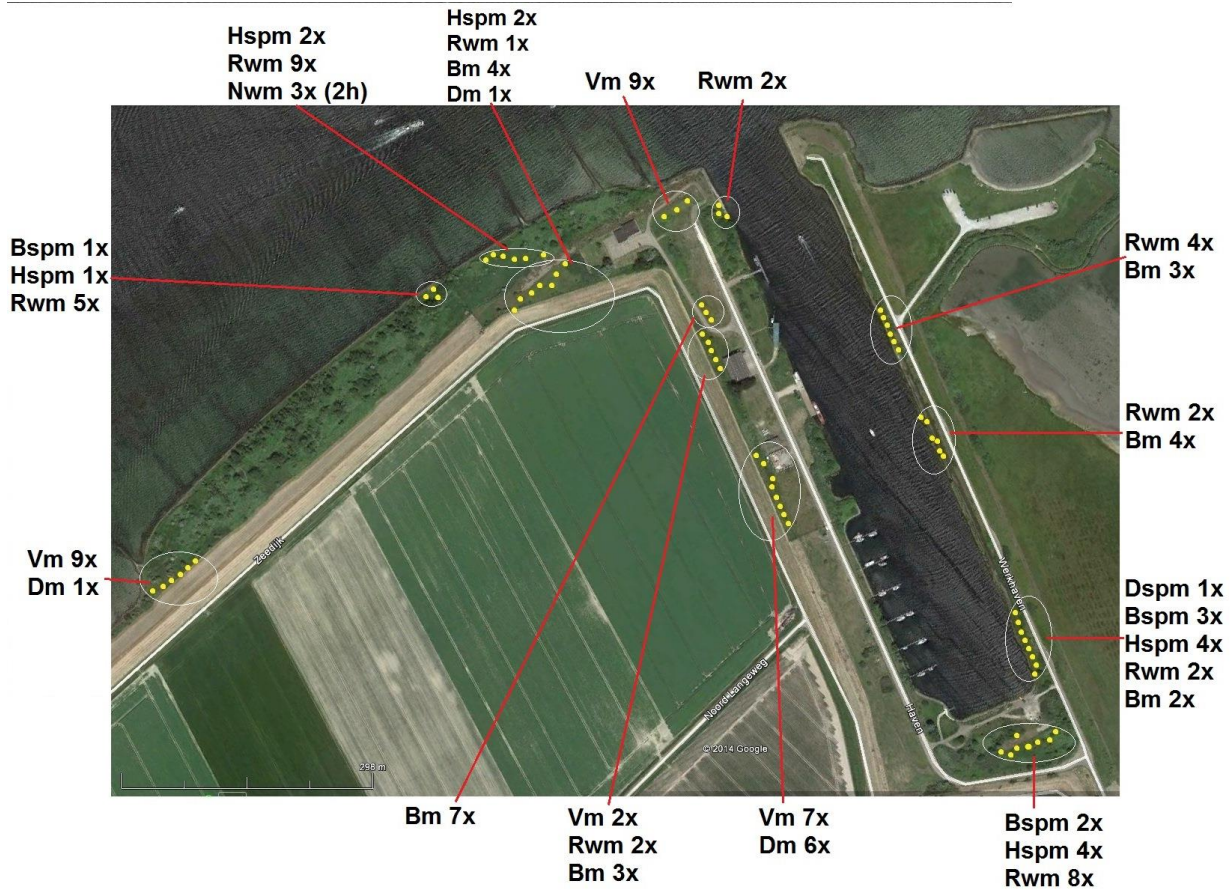 Hspm 2x
Rwm 9x
Nwm 3x (2h)
Hspm 2x
Rwm 1x
Bm 4x
Dm 1x
Vm 9x
Rwm 2x
Bspm 1x
Hspm 1x
Rwm 5x
Rwm 4x
Bm 3x
Rwm 2x
Bm 4x
Vm 9x
Dm 1x
Zeedijk
Werkhaven
Dspm 1x
Bspm 3x
Hspm 4x
Rwm 2x
Bm 2x
Noord Langeweg
Haven
© 2014 Google
298 m
Bm 7x
Vm 2x
Rwm 2x
Bm 3x
Vm 7x
Dm 6x
Bspm 2x
Hspm 4x
Rwm 8x